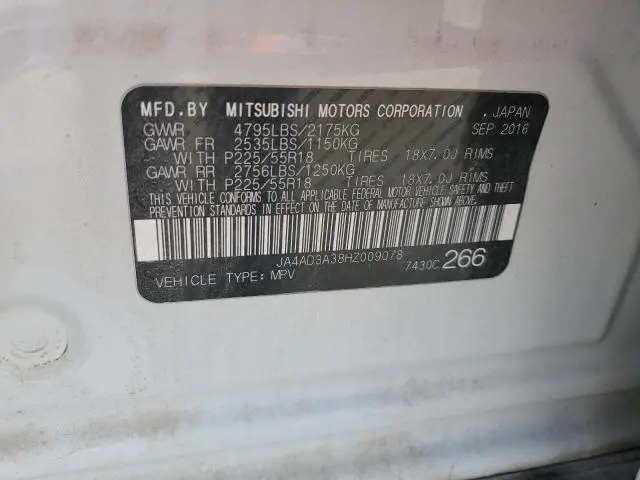 MFD.BY MITSUBISHI MOTORS CORPORATION , JAPAN
GVWR 4795LBS/2175KG SEP 2016
GAWR FR 2535LBS/1150KG
WITH P225/55R18 TIRES 18X7.0J RIMS
GAWR RR 2756LBS/1250KG
WITH P225/55R18 TIRES 18X7.0J RIMS
THIS VEHICLE CONFORMS TO ALL APPLICABLE FEDERAL MOTOR VEHICLE SAFETY AND THEFT
PREVENTION STANDARDS IN EFFECT ON THE DATE OF MANUFACTURE SHOWN ABOVE.
JA4AD3A38HZ009078
VEHICLE TYPE: MPV 7430C 266